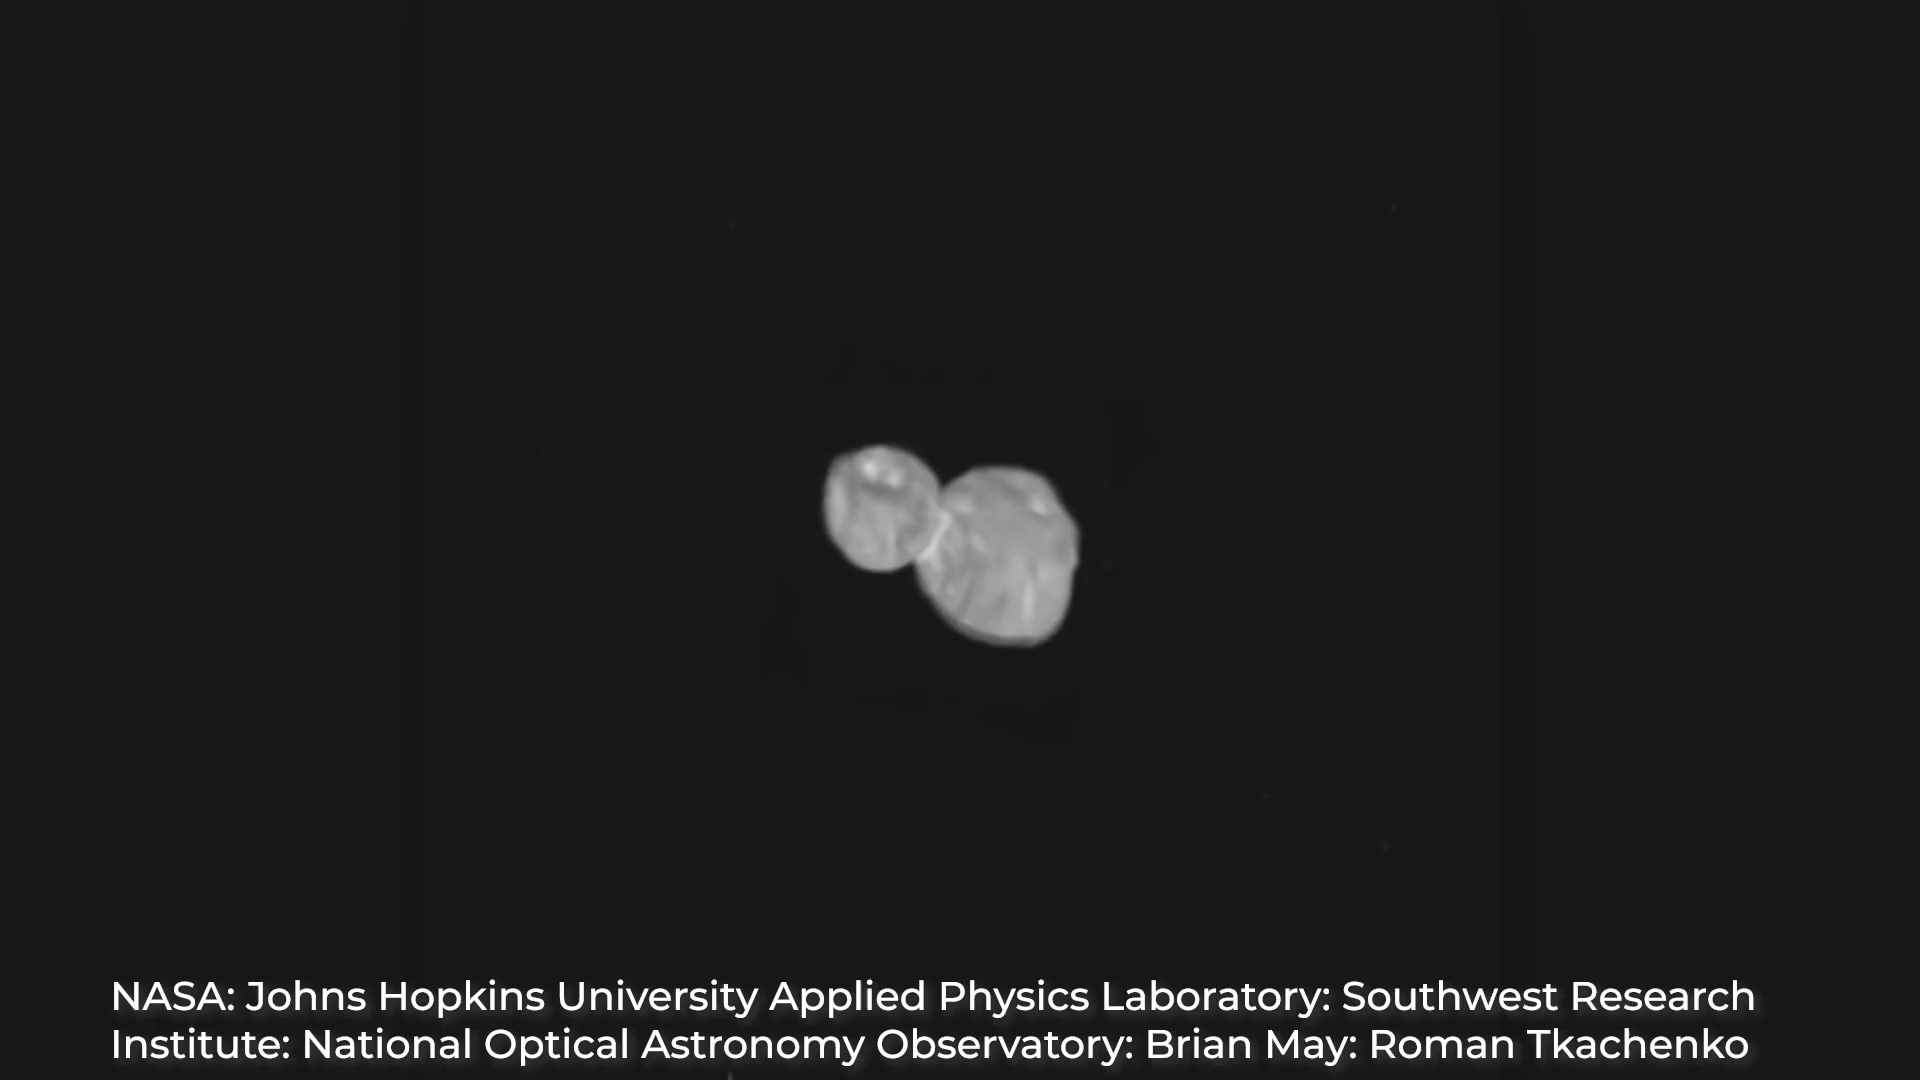 NASA: Johns Hopkins University Applied Physics Laboratory: Southwest Research
Institute: National Optical Astronomy Observatory: Brian May: Roman Tkachenko